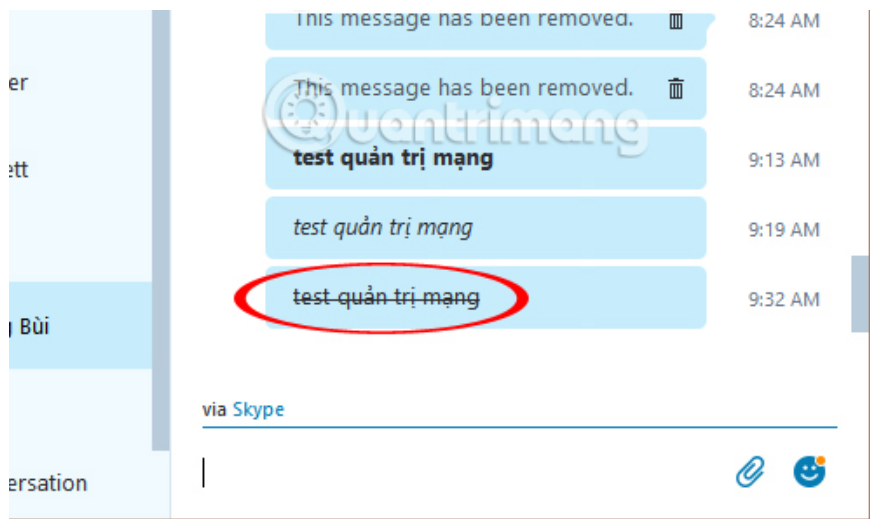 This message has been removed.
8:24 AM
This message has been removed.
8:24 AM
Quantrimang
test quản trị mạng
9:13 AM
test quản trị mạng
9:19 AM
test quản trị mạng
9:32 AM
er
ett
Bùi
ersation
via Skype